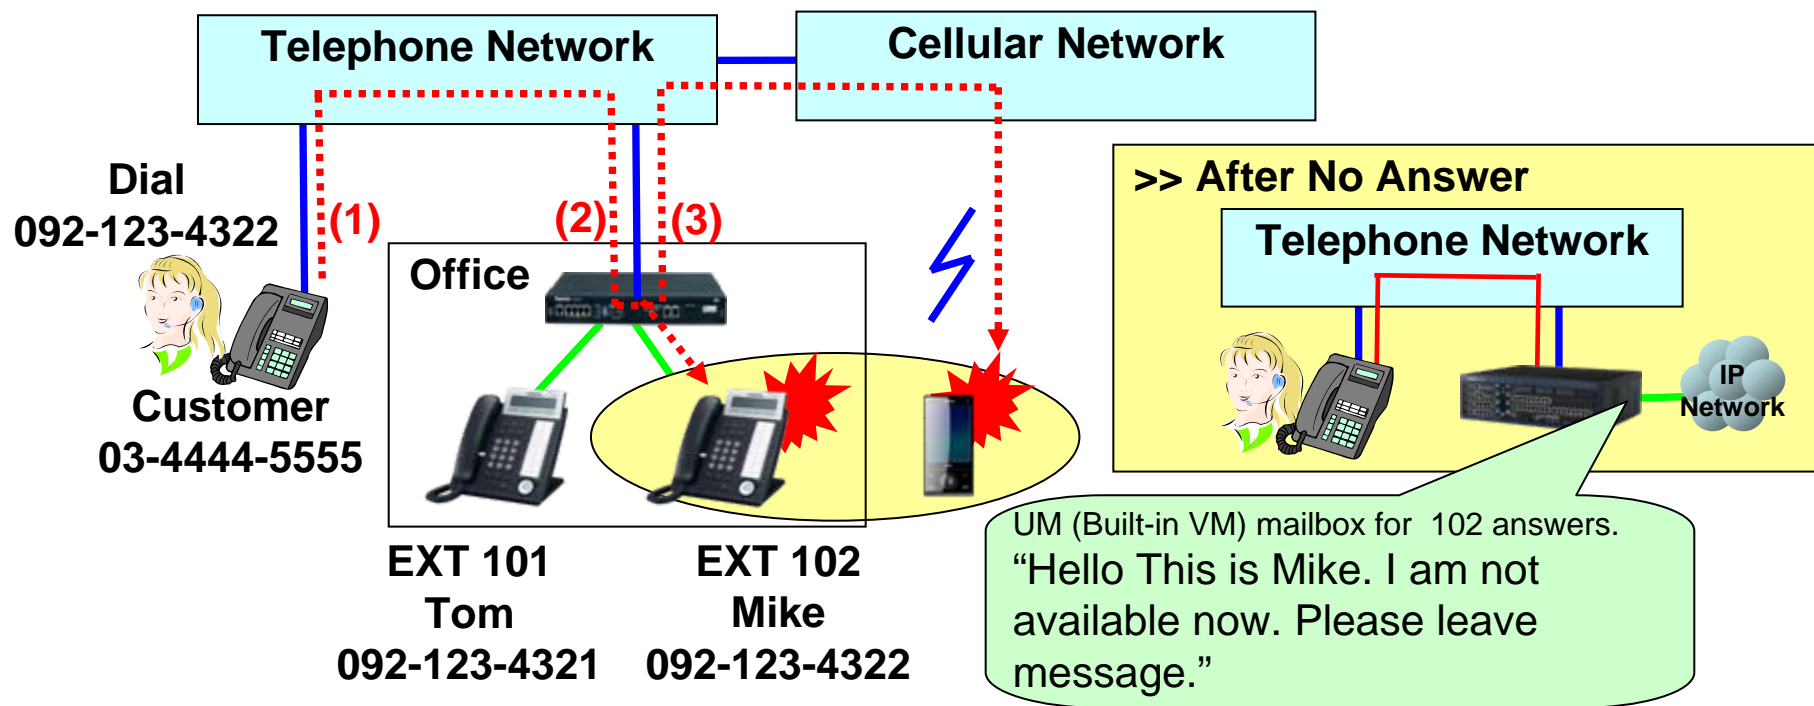 Telephone Network
Cellular Network
Dial
092-123-4322
(1)
(2)
(3)
Office
Customer
03-4444-5555
EXT 101
Tom
092-123-4321
EXT 102
Mike
092-123-4322
>> After No Answer
Telephone Network
IP
Network
UM (Built-in VM) mailbox for 102 answers.
“Hello This is Mike. I am not
available now. Please leave
message.”